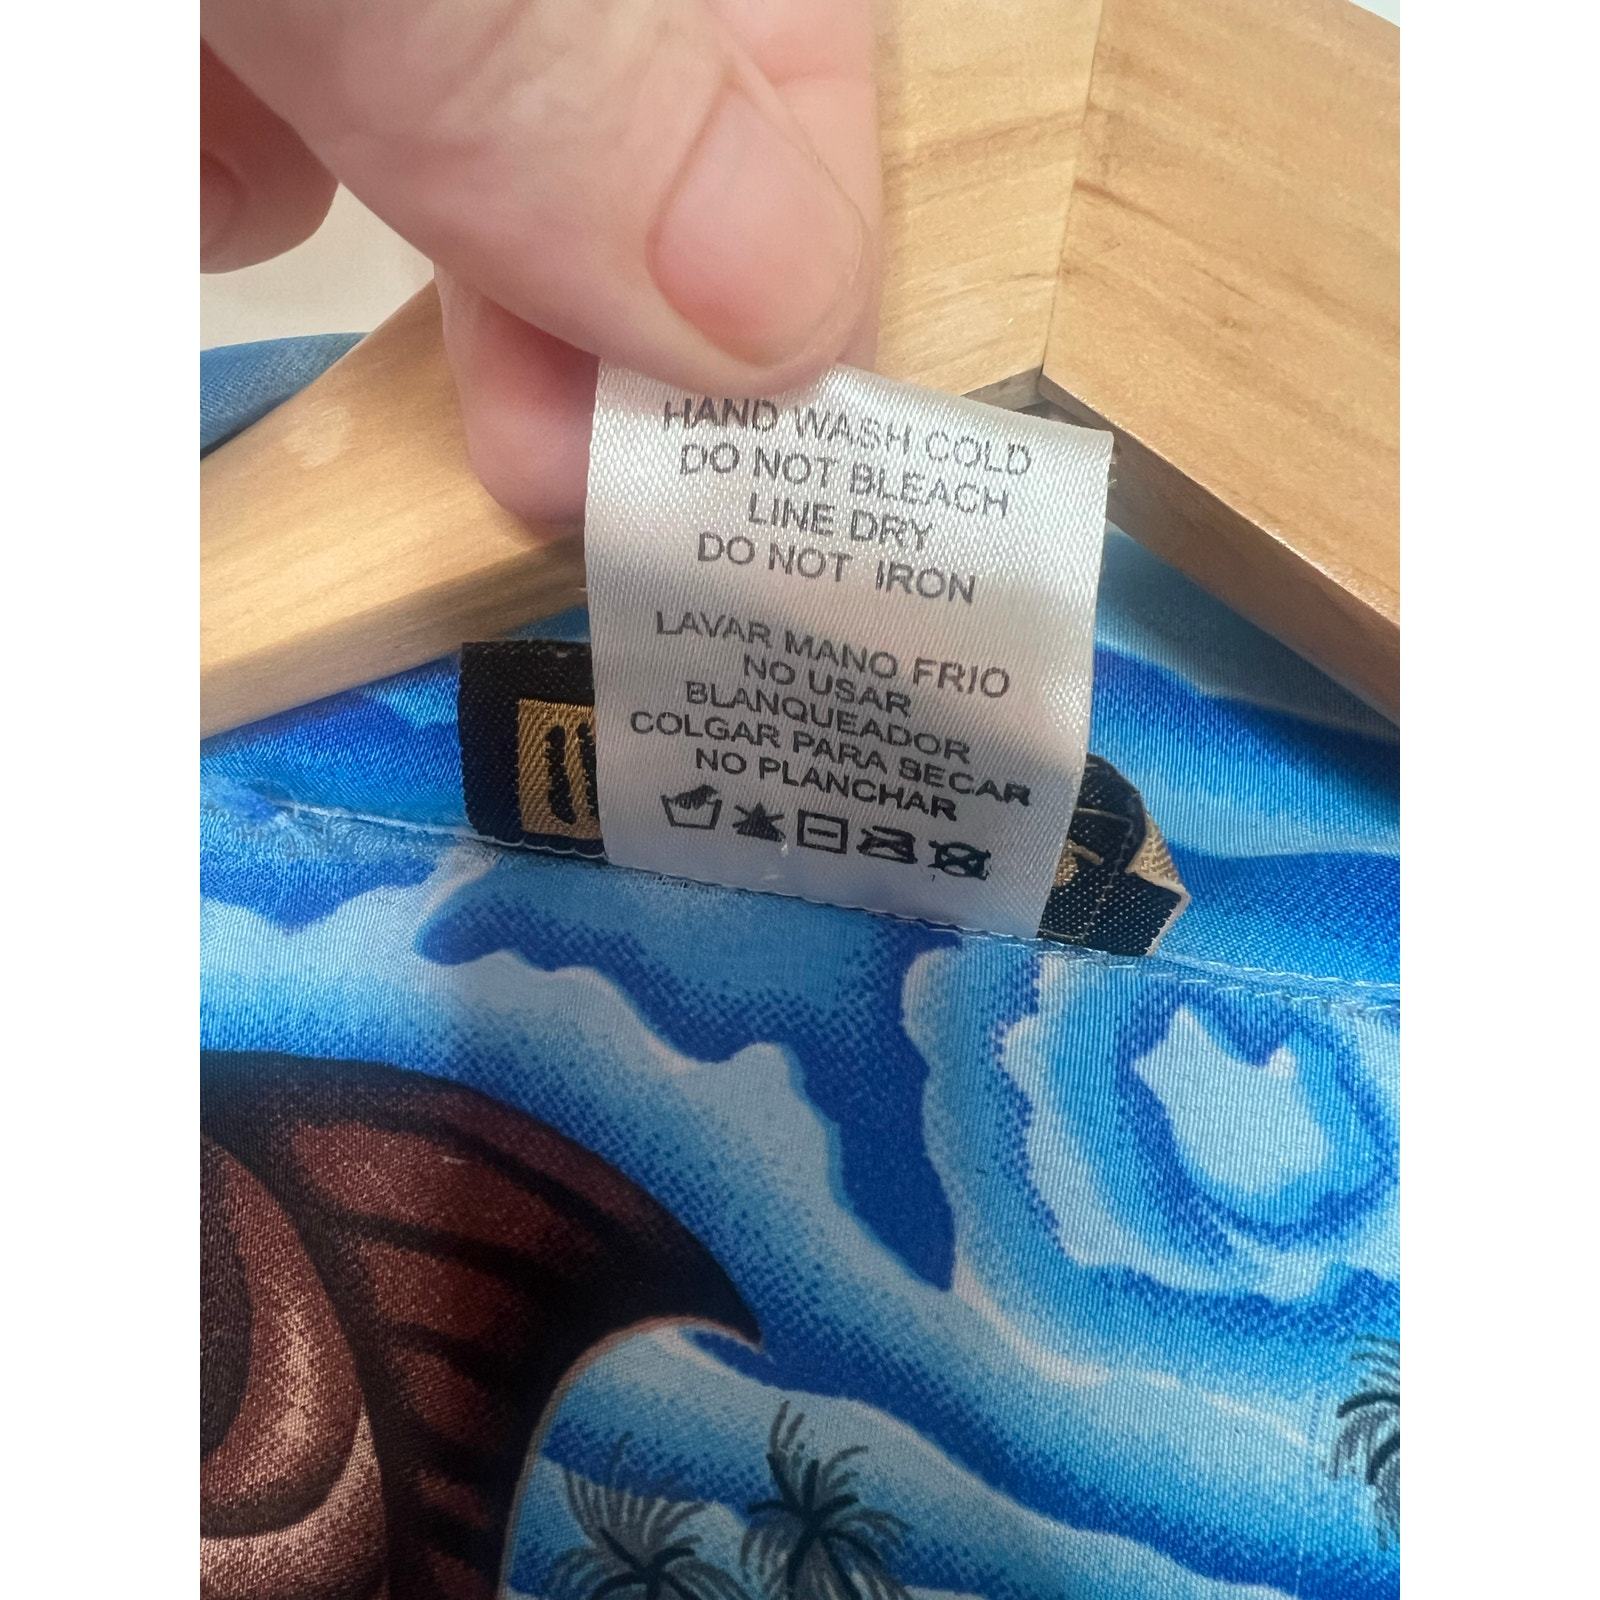 HAND WASH COLD
DO NOT BLEACH
LINE DRY
DO NOT IRON
LAVAR MANO FRIO
NO USAR
BLANQUEADOR
COLGAR PARA SECAR
NO PLANCHAR